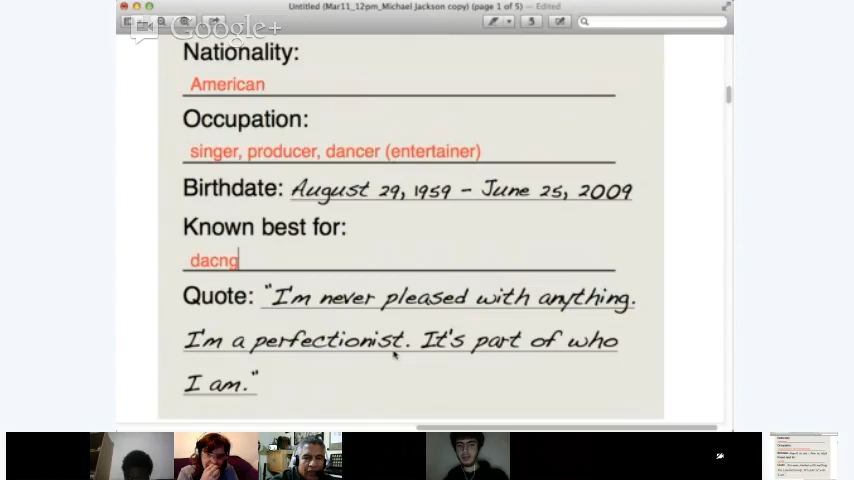 Untitled (Mar11_12pm_Michael Jackson copy) (page 1 of 5) — Edited
Google+
Nationality:
American
Occupation:
singer, producer, dancer (entertainer)
Birthdate: August 29, 1959 - June 25, 2009
Known best for:
dacng
Quote: "I'm never pleased with anything.
I'm a perfectionist. It's part of who
I am."